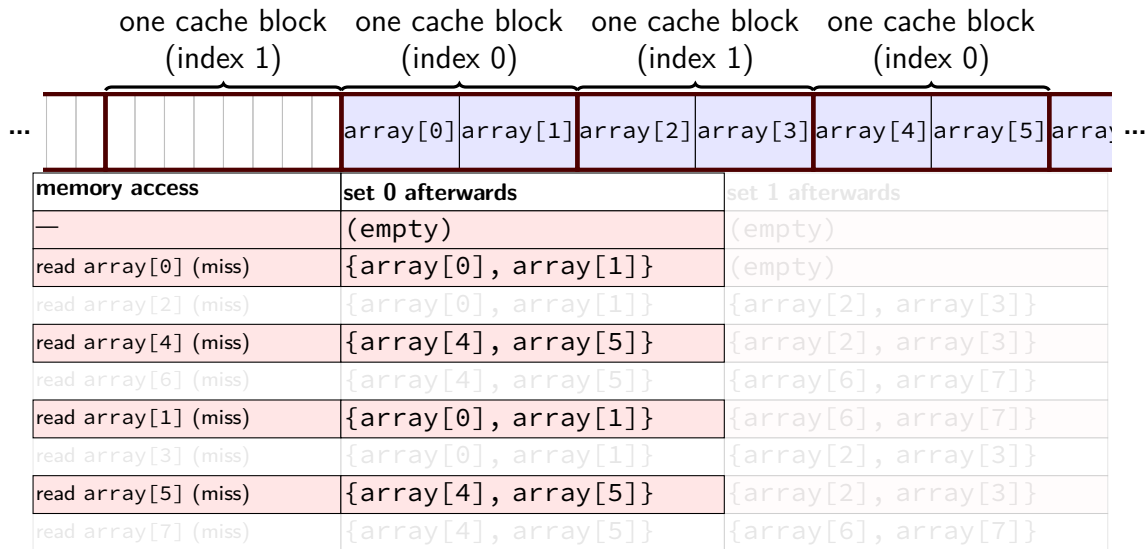 one cache block one cache block one cache block one cache block
(index 1) (index 0) (index 1) (index 0)
... array[0] array[1] array[2] array[3] array[4] array[5] array ...
memory access set 0 afterwards set 1 afterwards
— (empty) (empty)
read array[0] (miss) {array[0], array[1]} (empty)
read array[2] (miss) {array[0], array[1]} {array[2], array[3]}
read array[4] (miss) {array[4], array[5]} {array[2], array[3]}
read array[6] (miss) {array[4], array[5]} {array[6], array[7]}
read array[1] (miss) {array[0], array[1]} {array[6], array[7]}
read array[3] (miss) {array[0], array[1]} {array[2], array[3]}
read array[5] (miss) {array[4], array[5]} {array[2], array[3]}
read array[7] (miss) {array[4], array[5]} {array[6], array[7]}